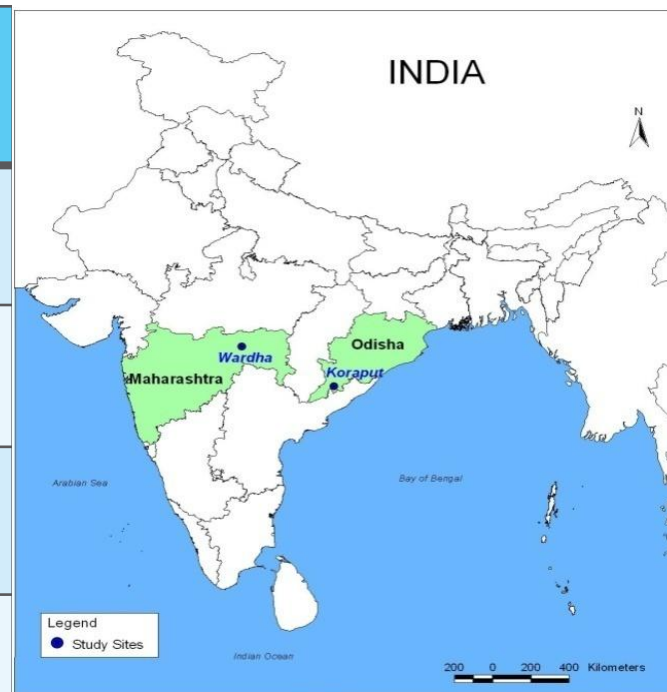 INDIA
N
Odisha
Wardha
Koraput
Maharashtra
Arabian Sea
Bay of Bengal
Legend
Study Sites
Indian Ocean
200 0 200 400 Kilometers